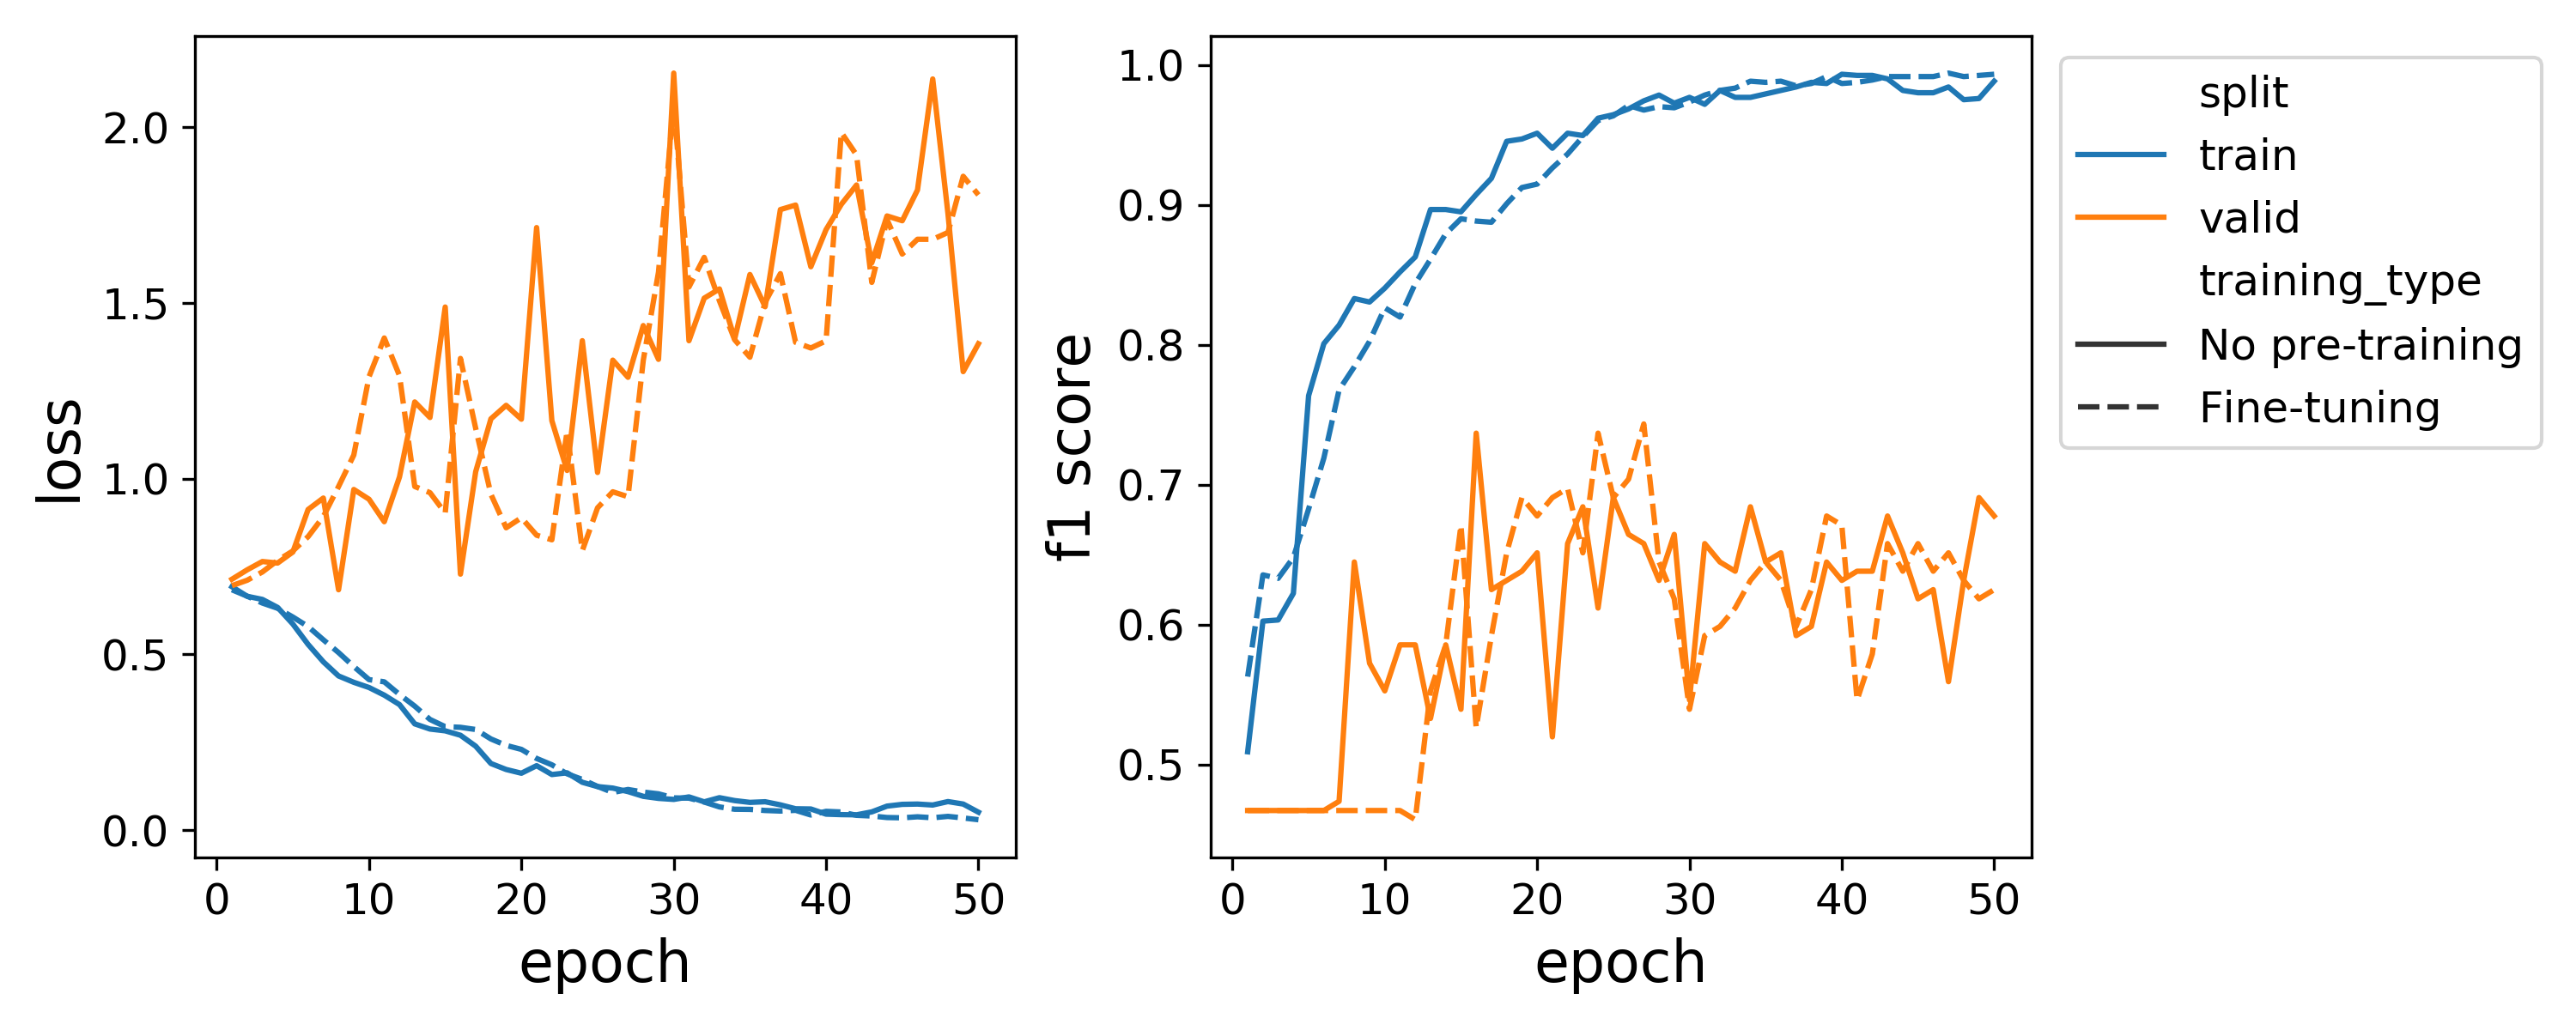 2.0
1.5
1.0
0.5
0.0
loss
0 10 20 30 40 50
epoch
1.0
0.9
0.8
0.7
0.6
0.5
f1 score
0 10 20 30 40 50
epoch
split
train
valid
training_type
No pre-training
Fine-tuning